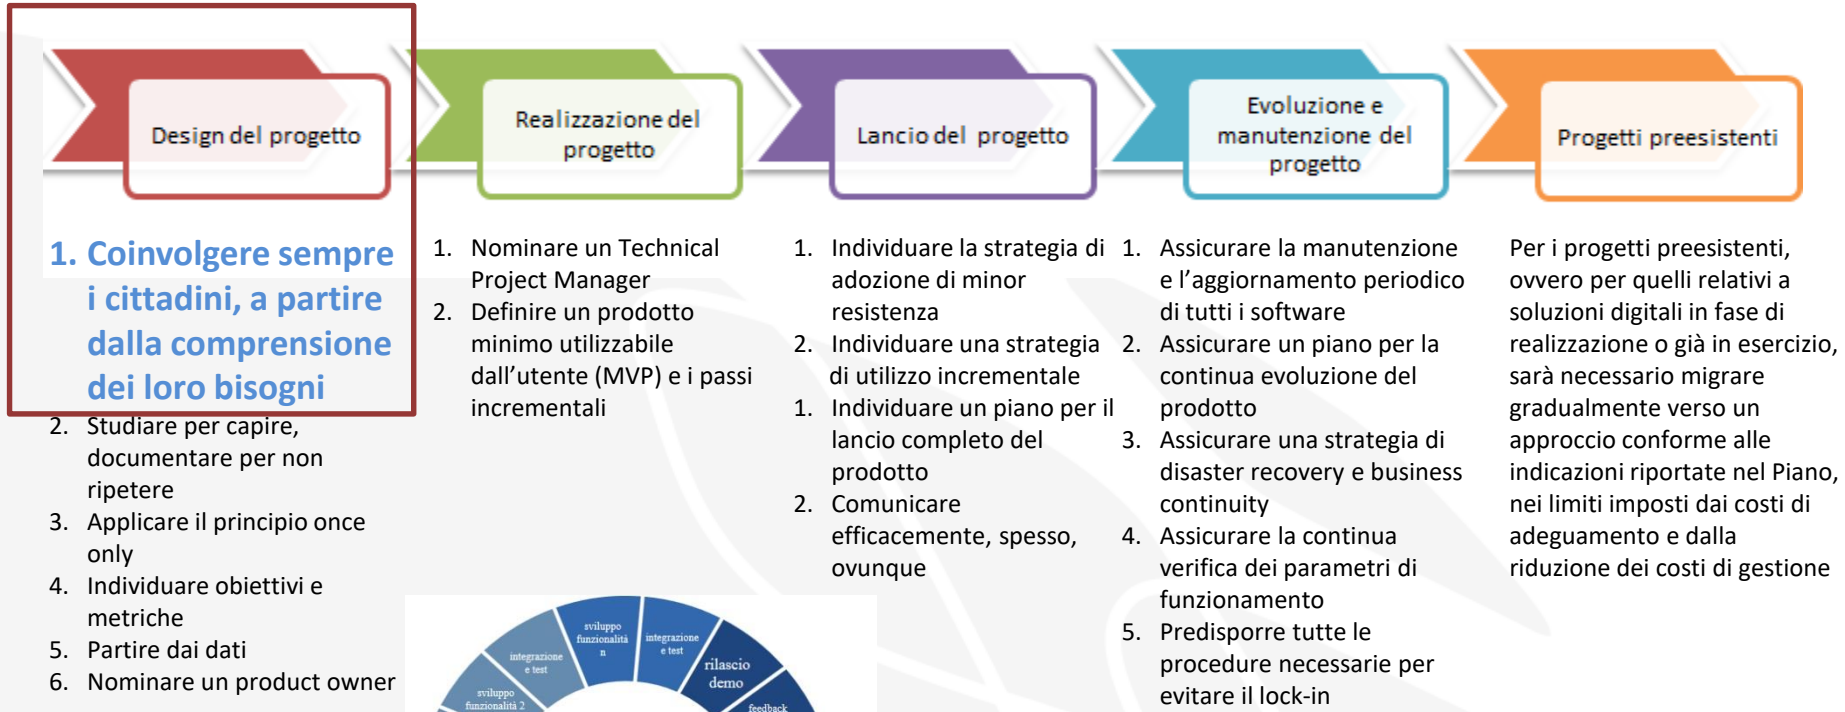 Design del progetto
Realizzazione del
progetto
Lancio del progetto
Evoluzione e
manutenzione del
progetto
Progetti preesistenti
1. Coinvolgere sempre
i cittadini, a partire
dalla comprensione
dei loro bisogni
2. Studiare per capire,
documentare per non
ripetere
3. Applicare il principio once
only
4. Individuare obiettivi e
metriche
5. Partire dai dati
6. Nominare un product owner
1. Nominare un Technical
Project Manager
2. Definire un prodotto
minimo utilizzabile
dall’utente (MVP) e i passi
incrementali
1. Individuare la strategia di
adozione di minor
resistenza
2. Individuare una strategia
di utilizzo incrementale
1. Individuare un piano per il
lancio completo del
prodotto
2. Comunicare
efficacemente, spesso,
ovunque
1. Assicurare la manutenzione
e l’aggiornamento periodico
di tutti i software
2. Assicurare un piano per la
continua evoluzione del
prodotto
3. Assicurare una strategia di
disaster recovery e business
continuity
4. Assicurare la continua
verifica dei parametri di
funzionamento
5. Predisporre tutte le
procedure necessarie per
evitare il lock-in
Per i progetti preesistenti,
ovvero per quelli relativi a
soluzioni digitali in fase di
realizzazione o già in esercizio,
sarà necessario migrare
gradualmente verso un
approccio conforme alle
indicazioni riportate nel Piano,
nei limiti imposti dai costi di
adeguamento e dalla
riduzione dei costi di gestione
sviluppo
funzionalità 2
integrazione
e test
sviluppo
funzionalità
n
integrazione
e test
rilascio
demo
feedback